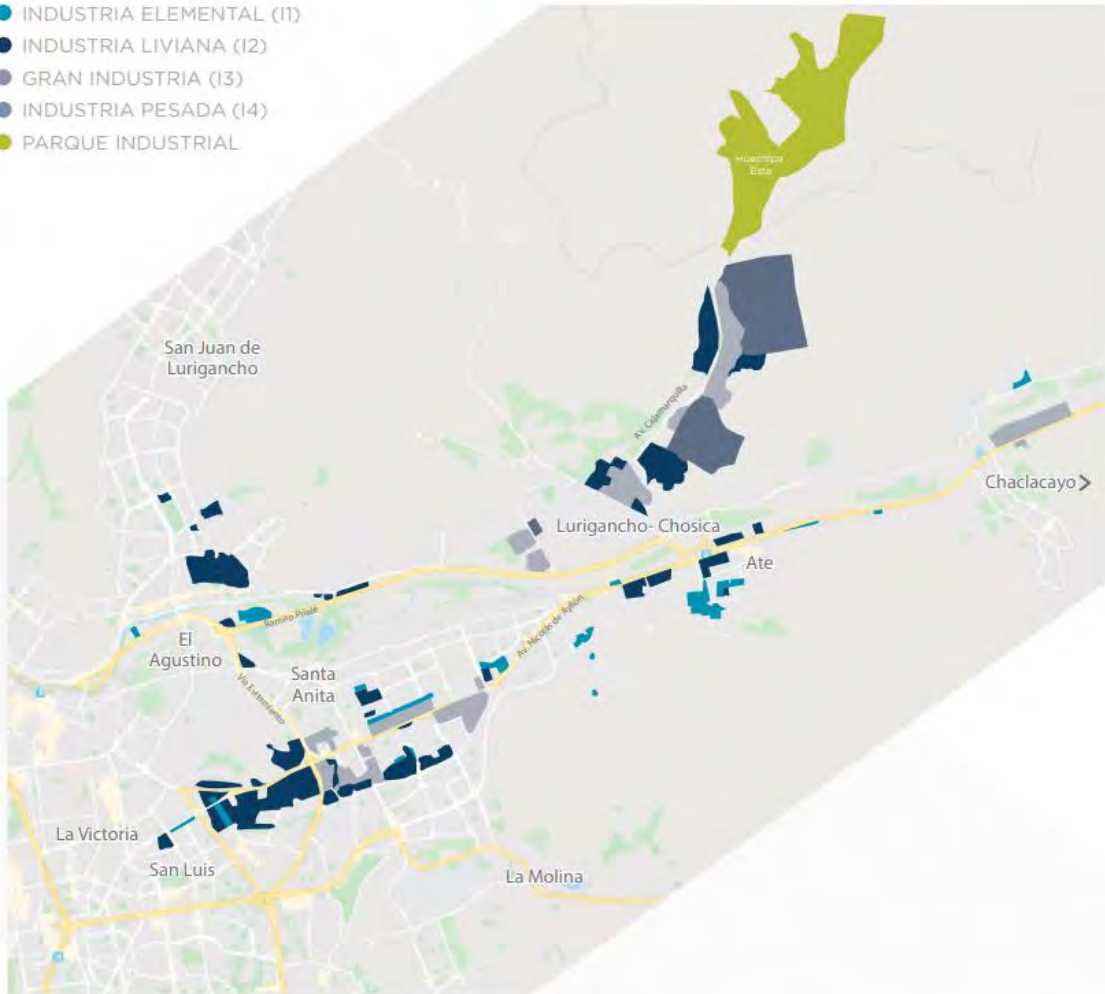 INDUSTRIA ELEMENTAL (I1)
INDUSTRIA LIVIANA (I2)
GRAN INDUSTRIA (I3)
INDUSTRIA PESADA (I4)
PARQUE INDUSTRIAL
Huachipa
Este
San Juan de
Lurigancho
Av. Cajamarquilla
Chaclacayo >
Lurigancho- Chosica
Ate
Ramiro Prialé
Av. Nicolás de Ayllón
El
Agustino
Santa
Anita
Vía Evitamiento
La Victoria
San Luis
La Molina